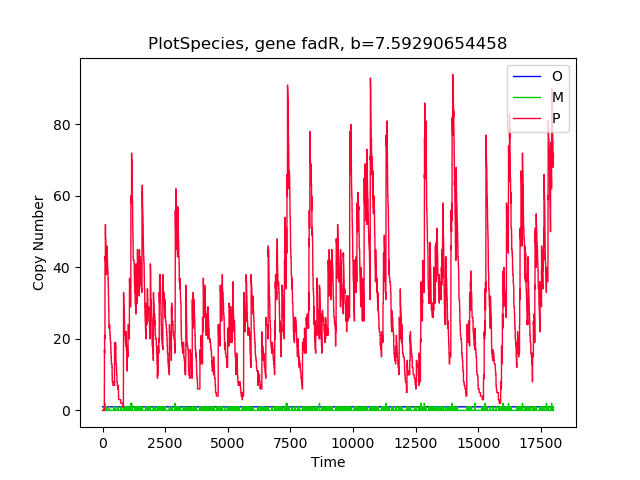 PlotSpecies, gene fadR, b=7.59290654458
O
M
P
80
60
40
20
0
Copy Number
0 2500 5000 7500 10000 12500 15000 17500
Time